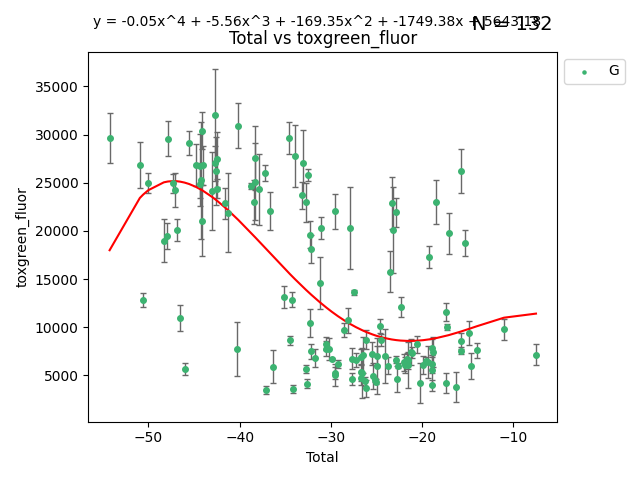 y = -0.05x^4 + -5.56x^3 + -169.35x^2 + -1749.38x + 5643.18
N = 132
Total vs toxgreen_fluor
G
35000
30000
25000
20000
15000
10000
5000
toxgreen_fluor
−50 −40 −30 −20 −10
Total